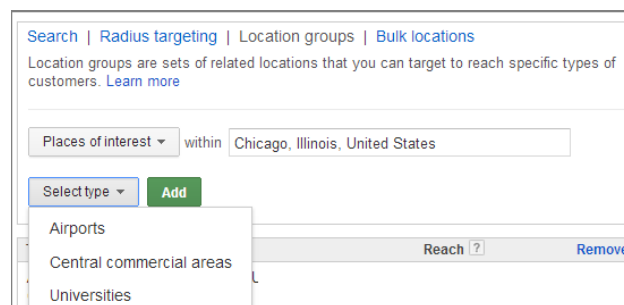 Search | Radius targeting | Location groups | Bulk locations
Location groups are sets of related locations that you can target to reach specific types of
customers. Learn more
Places of interest within Chicago, Illinois, United States
Select type Add
Airports
Reach ? Remove
Central commercial areas
Universities